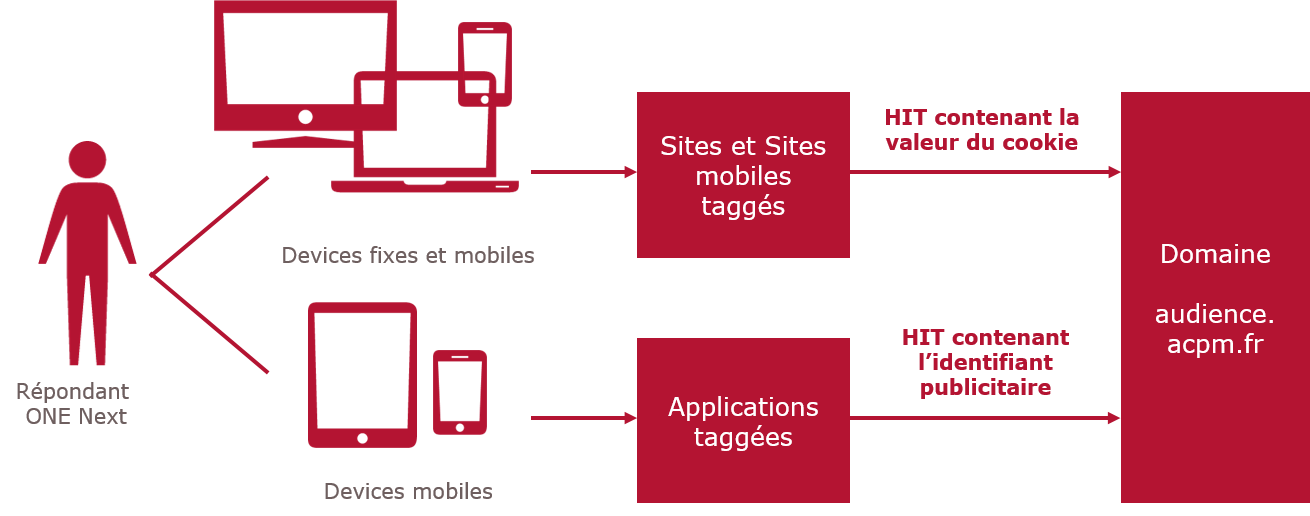 Répondant
ONE Next
Devices fixes et mobiles
Devices mobiles
Sites et Sites
mobiles
taggés
Applications
taggées
HIT contenant la
valeur du cookie
HIT contenant
l’identifiant
publicitaire
Domaine
audience.
acpm.fr